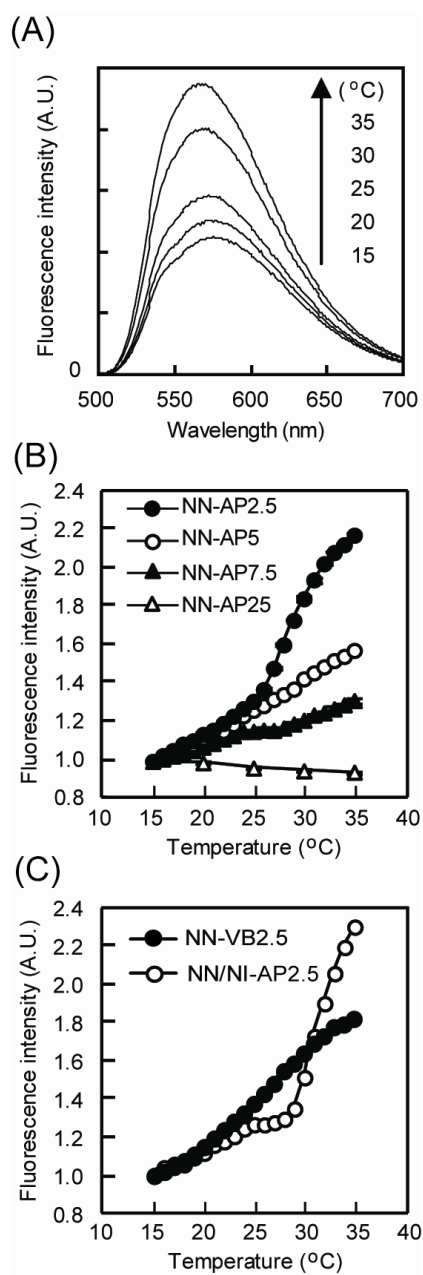 (A)
Fluorescence intensity (A.U.)
(°C)
35
30
25
20
15
0
500 550 600 650 700
Wavelength (nm)
(B)
Fluorescence intensity (A.U.)
2.4
2.2
2.0
1.8
1.6
1.4
1.2
1.0
0.8
NN-AP2.5
NN-AP5
NN-AP7.5
NN-AP25
10 15 20 25 30 35 40
Temperature (°C)
(C)
Fluorescence intensity (A.U.)
2.4
2.2
2.0
1.8
1.6
1.4
1.2
1.0
0.8
NN-VB2.5
NN/NI-AP2.5
10 15 20 25 30 35 40
Temperature (°C)